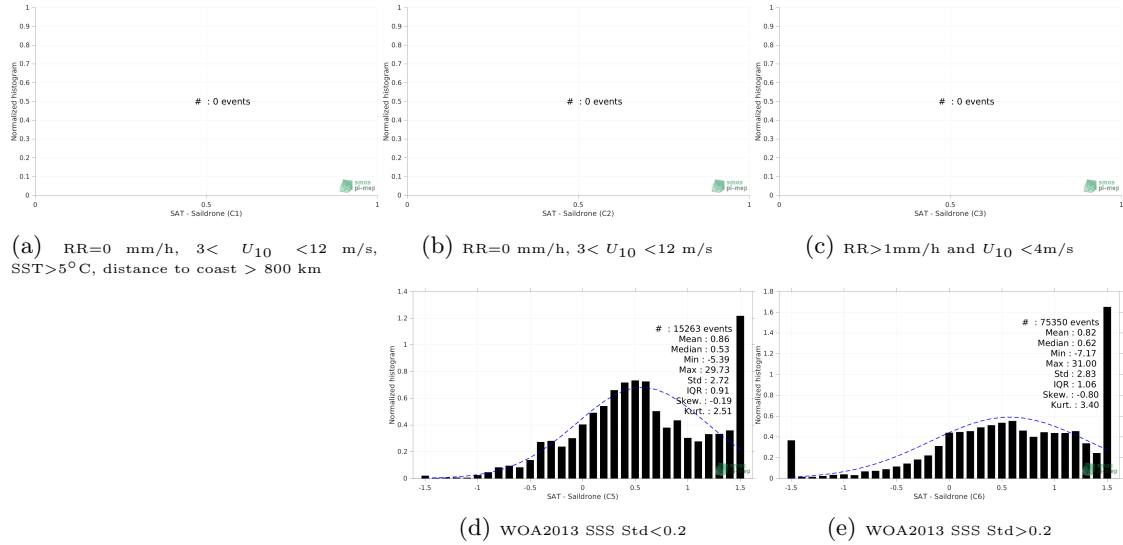 Normalized histogram
1
0.9
0.8
0.7
0.6
0.5
0.4
0.3
0.2
0.1
0
# : 0 events
smos
pi-mep
0
0.5
1
SAT - Saildrone (C1)
Normalized histogram
1
0.9
0.8
0.7
0.6
0.5
0.4
0.3
0.2
0.1
0
# : 0 events
smos
pi-mep
0
0.5
1
SAT - Saildrone (C2)
Normalized histogram
1
0.9
0.8
0.7
0.6
0.5
0.4
0.3
0.2
0.1
0
# : 0 events
smos
pi-mep
0
0.5
1
SAT - Saildrone (C3)
(a) RR=0 mm/h, 3< U10 <12 m/s,
SST>5°C, distance to coast > 800 km
(b) RR=0 mm/h, 3< U10 <12 m/s
(c) RR>1mm/h and U10 <4m/s
Normalized histogram
1.4
1.2
1
0.8
0.6
0.4
0.2
0
# : 15263 events
Mean : 0.86
Median : 0.53
Min : -5.39
Max : 29.73
Std : 2.72
IQR : 0.91
Skew. : -0.19
Kurt. : 2.51
-1.5
-1
-0.5
0
0.5
1
1.5
SAT - Saildrone (C5)
Normalized histogram
1.8
1.6
1.4
1.2
1
0.8
0.6
0.4
0.2
0
# : 75350 events
Mean : 0.82
Median : 0.62
Min : -7.17
Max : 31.00
Std : 2.83
IQR : 1.06
Skew. : -0.80
Kurt. : 3.40
-1.5
-1
-0.5
0
0.5
1
1.5
SAT - Saildrone (C6)
(d) WOA2013 SSS Std<0.2
(e) WOA2013 SSS Std>0.2